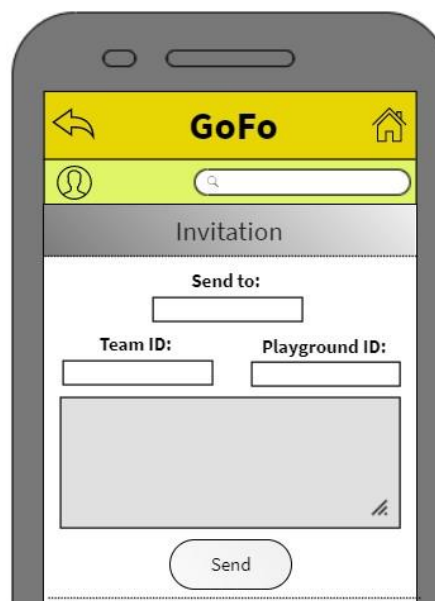 GoFo
Invitation
Send to:
Team ID: Playground ID:
Send